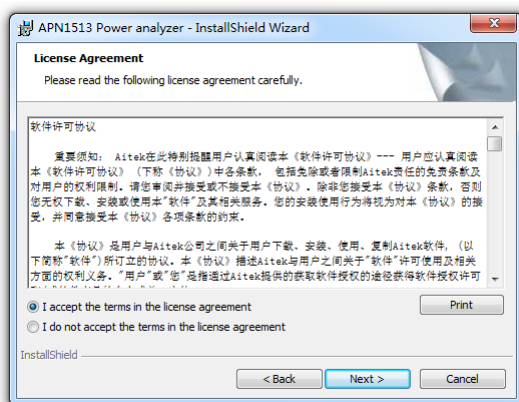 APN1513 Power analyzer - InstallShield Wizard
License Agreement
Please read the following license agreement carefully.
软件许可协议
重要须知: Aitek在此特别提醒用户认真阅读本《软件许可协议》--- 用户应认真阅读
本《软件许可协议》(下称《协议》)中各条款, 包括免除或者限制Aitek责任的免责条款及
对用户的权利限制。请您审阅并接受或不接受本《协议》。除非您接受本《协议》条款, 否则
您无权下载、安装或使用本"软件"及其相关服务。您的安装使用行为将视为对本《协议》的接
受, 并同意接受本《协议》各项条款的约束。
本《协议》是用户与Aitek公司之间关于用户下载、安装、使用、复制Aitek软件, (以
下简称"软件")所订立的协议。本《协议》描述Aitek与用户之间关于"软件"许可使用及相关
方面的权利义务。"用户"或"您"是指通过Aitek提供的获取软件授权的途径获得软件授权许可
I accept the terms in the license agreement
Print
I do not accept the terms in the license agreement
InstallShield
< Back
Next >
Cancel